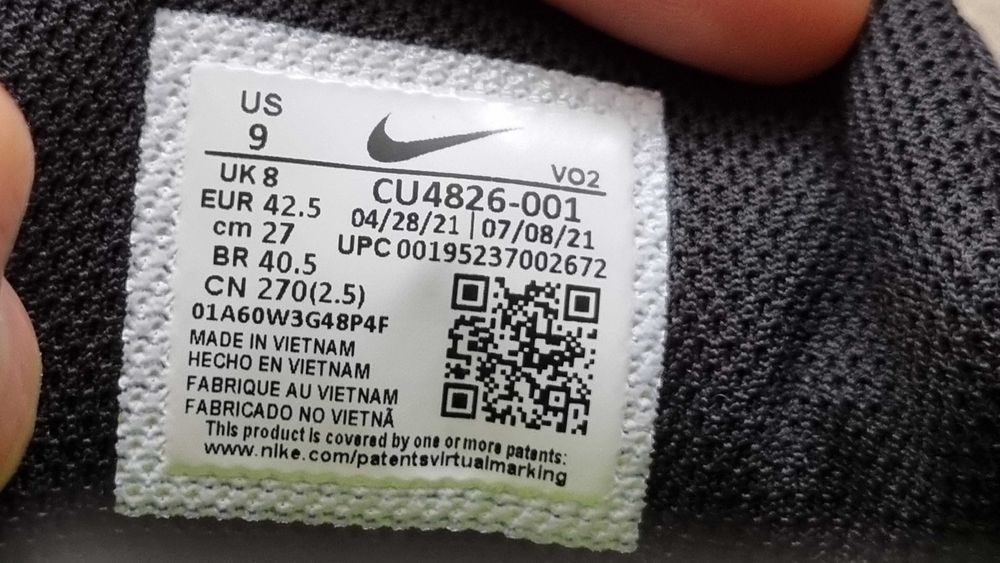 US
9
VO2
UK 8
CU4826-001
EUR 42.5
04/28/21 | 07/08/21
cm 27
UPC 00195237002672
BR 40.5
CN 270(2.5)
01A60W3G48P4F
MADE IN VIETNAM
HECHO EN VIETNAM
FABRIQUE AU VIETNAM
FABRICADO NO VIETNÃ
This product is covered by one or more patents:
www.nike.com/patentsvirtualmarking